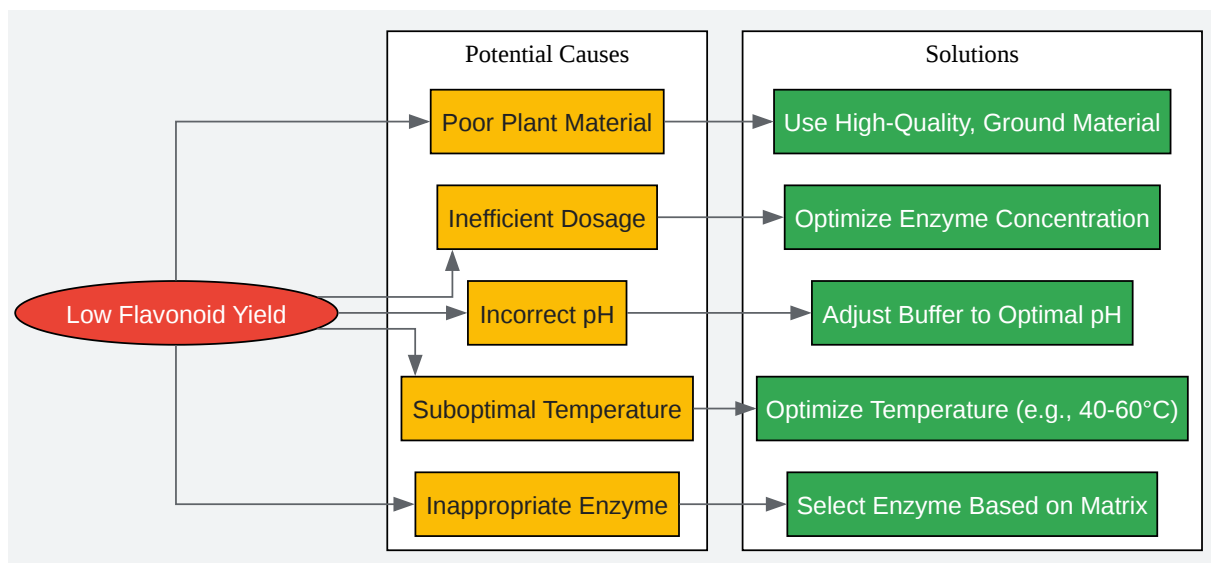 Potential Causes
Solutions
Poor Plant Material
Use High-Quality, Ground Material
Inefficient Dosage
Optimize Enzyme Concentration
Low Flavonoid Yield
Incorrect pH
Adjust Buffer to Optimal pH
Suboptimal Temperature
Optimize Temperature (e.g., 40-60°C)
Inappropriate Enzyme
Select Enzyme Based on Matrix